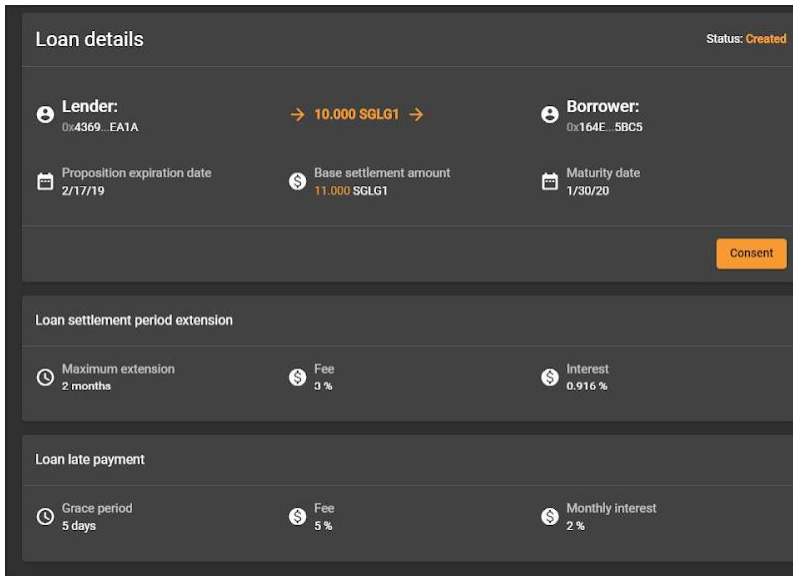 Loan details
Status: Created
Lender:
0x4369...EA1A
10.000 SGLG1
Borrower:
0x164E...5BC5
Proposition expiration date
2/17/19
Base settlement amount
11.000 SGLG1
Maturity date
1/30/20
Consent
Loan settlement period extension
Maximum extension
2 months
Fee
3 %
Interest
0.916 %
Loan late payment
Grace period
5 days
Fee
5 %
Monthly interest
2 %